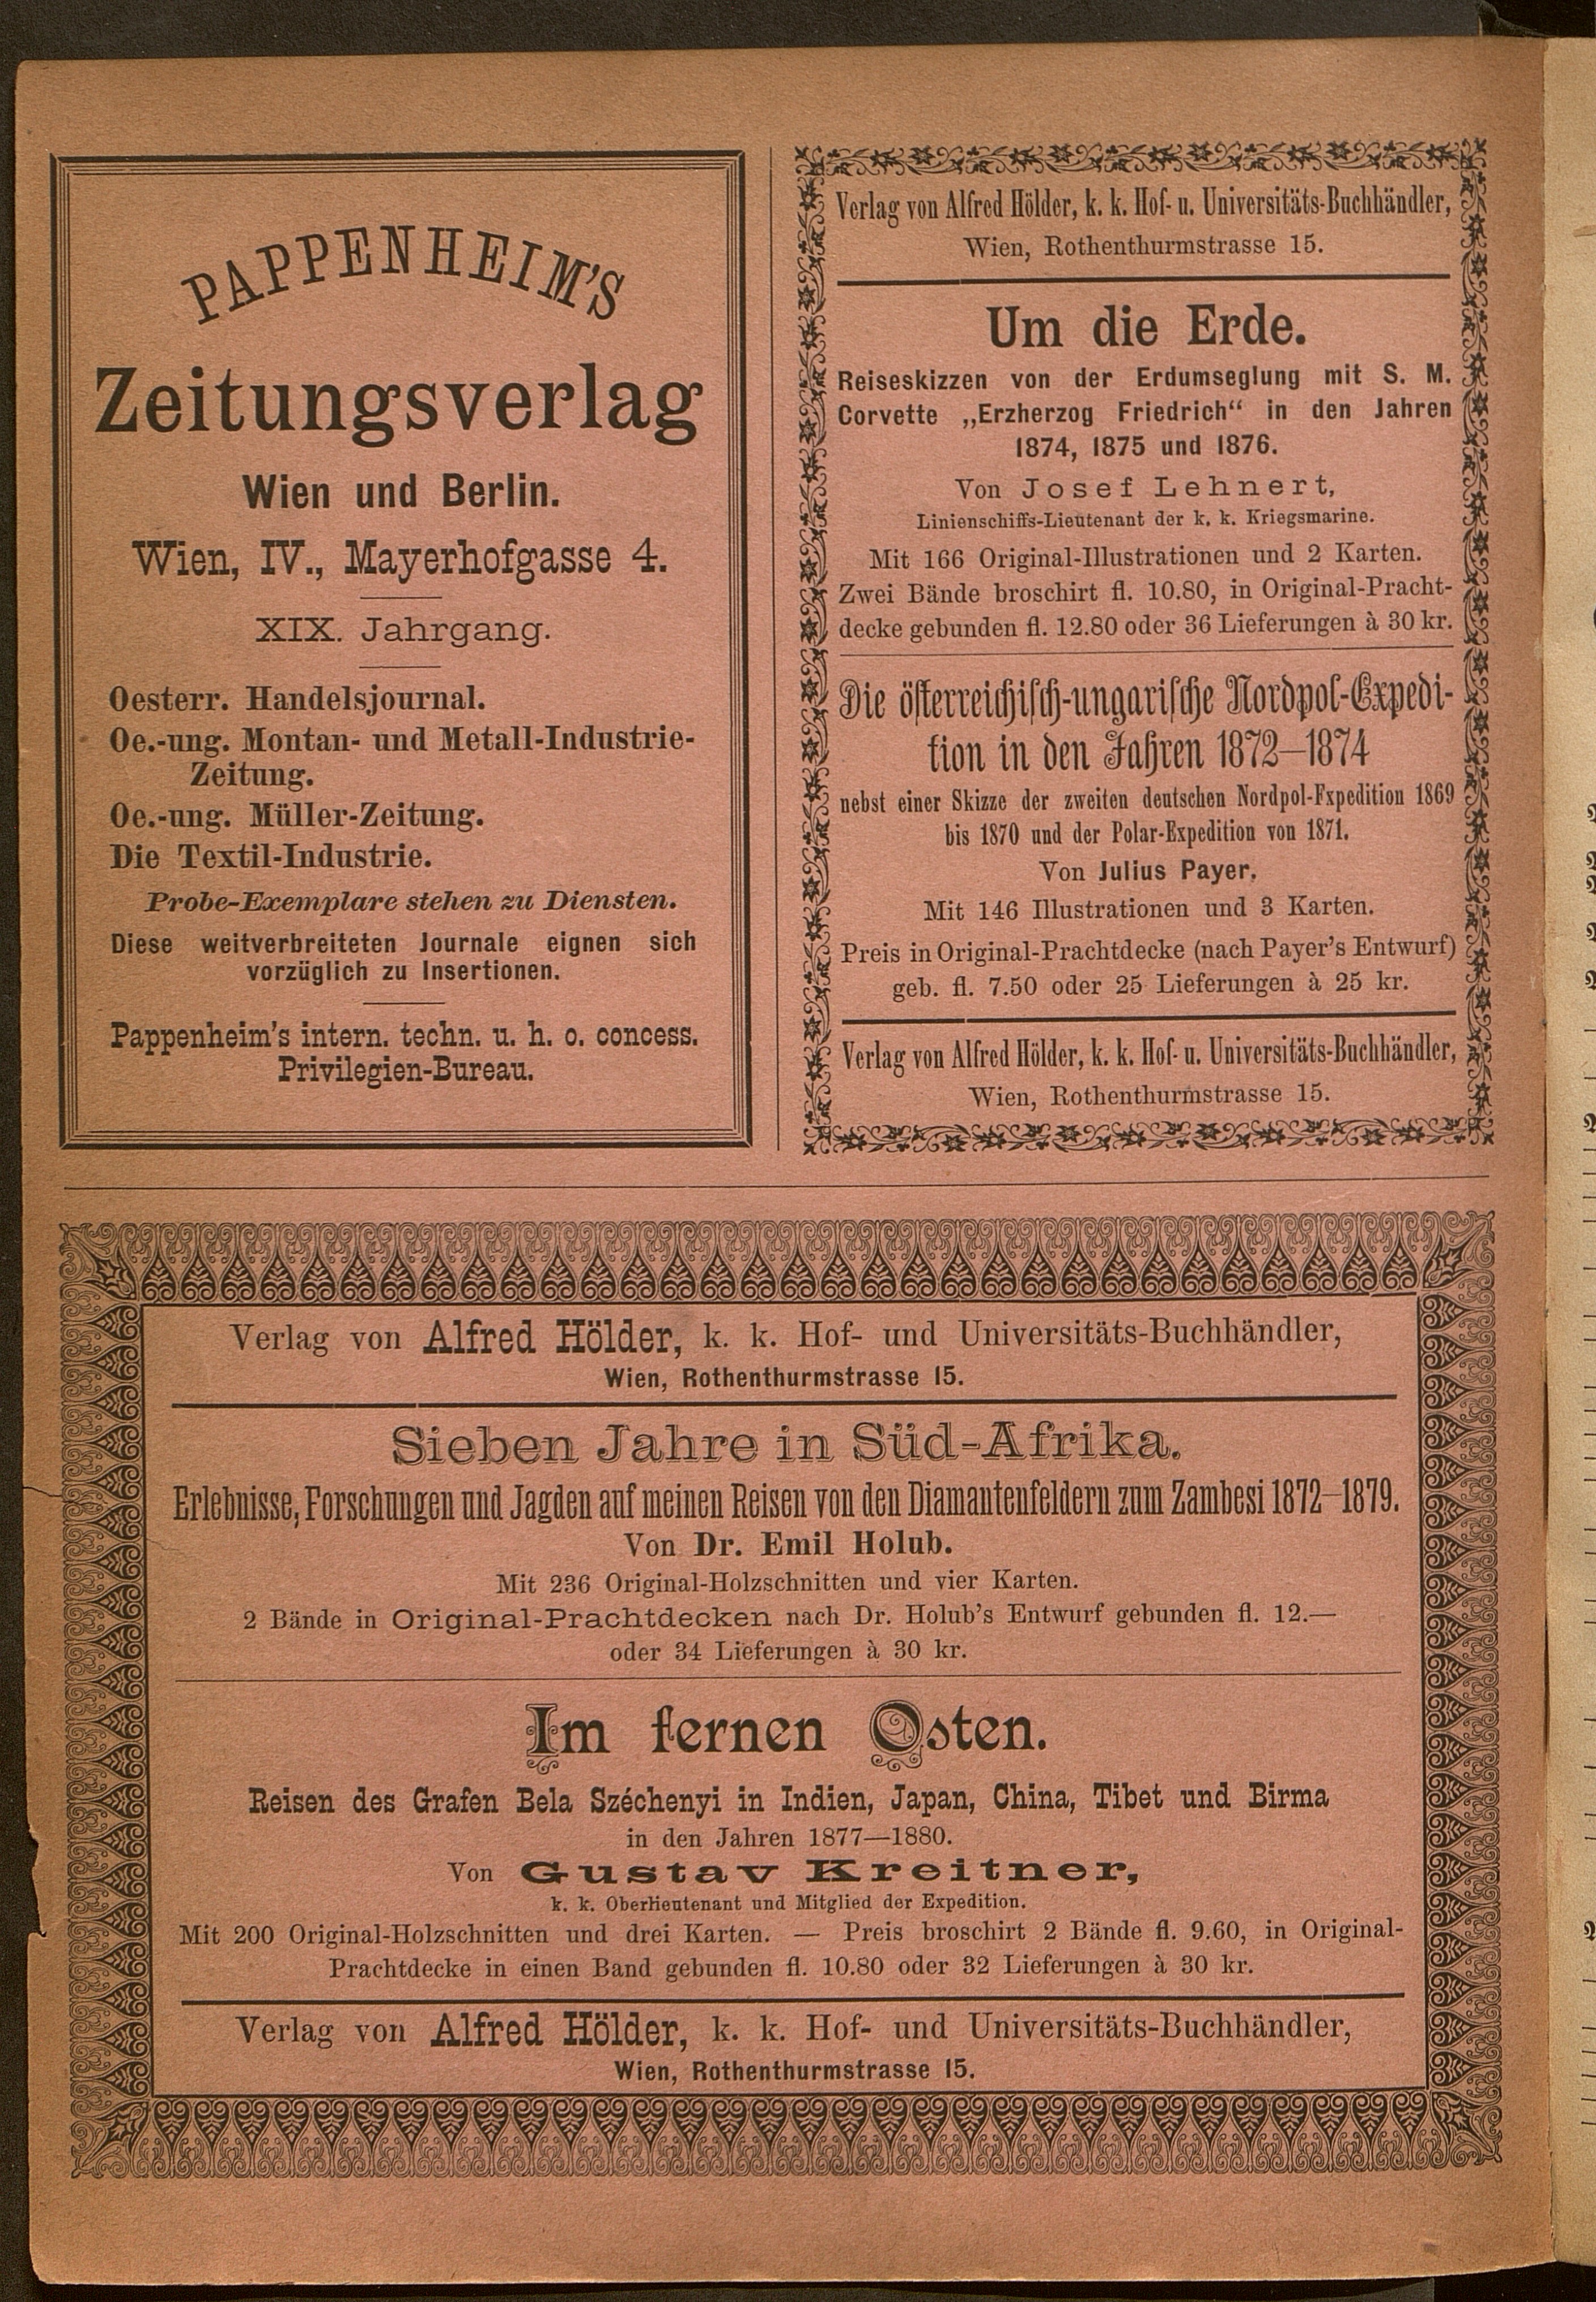 PAPPENHEIM'S
Zeitungsverlag
Wien und Berlin.
Wien, IV., Mayerhofgasse 4.
XIX. Jahrgang.
Oesterr. Handelsjournal.
Oe.-ung. Montan- und Metall-Industrie-
Zeitung.
Oe.-ung. Müller-Zeitung.
Die Textil-Industrie.
Probe-Exemplare stehen zu Diensten.
Diese weitverbreiteten Journale eignen sich
vorzüglich zu Insertionen.
Pappenheim's intern. techn. u. h. o. concess.
Privilegien-Bureau.
Verlag von Alfred Hölder, k. k. Hof- u. Universitäts-Buchhändler,
Wien, Rothenthurmstrasse 15.
Um die Erde.
Reiseskizzen von der Erdumseglung mit S. M.
Corvette „Erzherzog Friedrich“ in den Jahren
1874, 1875 und 1876.
Von Josef Lehnert,
Linienschiffs-Lieutenant der k. k. Kriegsmarine.
Mit 166 Original-Illustrationen und 2 Karten.
Zwei Bände broschirt fl. 10.80, in Original-Pracht-
decke gebunden fl. 12.80 oder 36 Lieferungen à 30 kr.
Die österreichisch-ungarische Nordpol-Expedi-
tion in den Jahren 1872–1874
nebst einer Skizze der zweiten deutschen Nordpol-Fxpedition 1869
bis 1870 und der Polar-Expedition von 1871.
Von Julius Payer.
Mit 146 Illustrationen und 3 Karten.
Preis in Original-Prachtdecke (nach Payer's Entwurf)
geb. fl. 7.50 oder 25 Lieferungen à 25 kr.
Verlag von Alfred Hölder, k. k. Hof- u. Universitäts-Buchhändler,
Wien, Rothenthurmstrasse 15.
Verlag von Alfred Hölder, k. k. Hof- und Universitäts-Buchhändler,
Wien, Rothenthurmstrasse 15.
Sieben Jahre in Süd-Afrika.
Erlebnisse, Forschungen und Jagden auf meinen Reisen von den Diamantenfeldern zum Zambesi 1872–1879.
Von Dr. Emil Holub.
Mit 236 Original-Holzschnitten und vier Karten.
2 Bände in Original-Prachtdecken nach Dr. Holub's Entwurf gebunden fl. 12.—
oder 34 Lieferungen à 30 kr.
Im fernen Osten.
Reisen des Grafen Bela Széchenyi in Indien, Japan, China, Tibet und Birma
in den Jahren 1877—1880.
Von Gustav Kreitner,
k. k. Oberlieutenant und Mitglied der Expedition.
Mit 200 Original-Holzschnitten und drei Karten. — Preis broschirt 2 Bände fl. 9.60, in Original-
Prachtdecke in einen Band gebunden fl. 10.80 oder 32 Lieferungen à 30 kr.
Verlag von Alfred Hölder, k. k. Hof- und Universitäts-Buchhändler,
Wien, Rothenthurmstrasse 15.